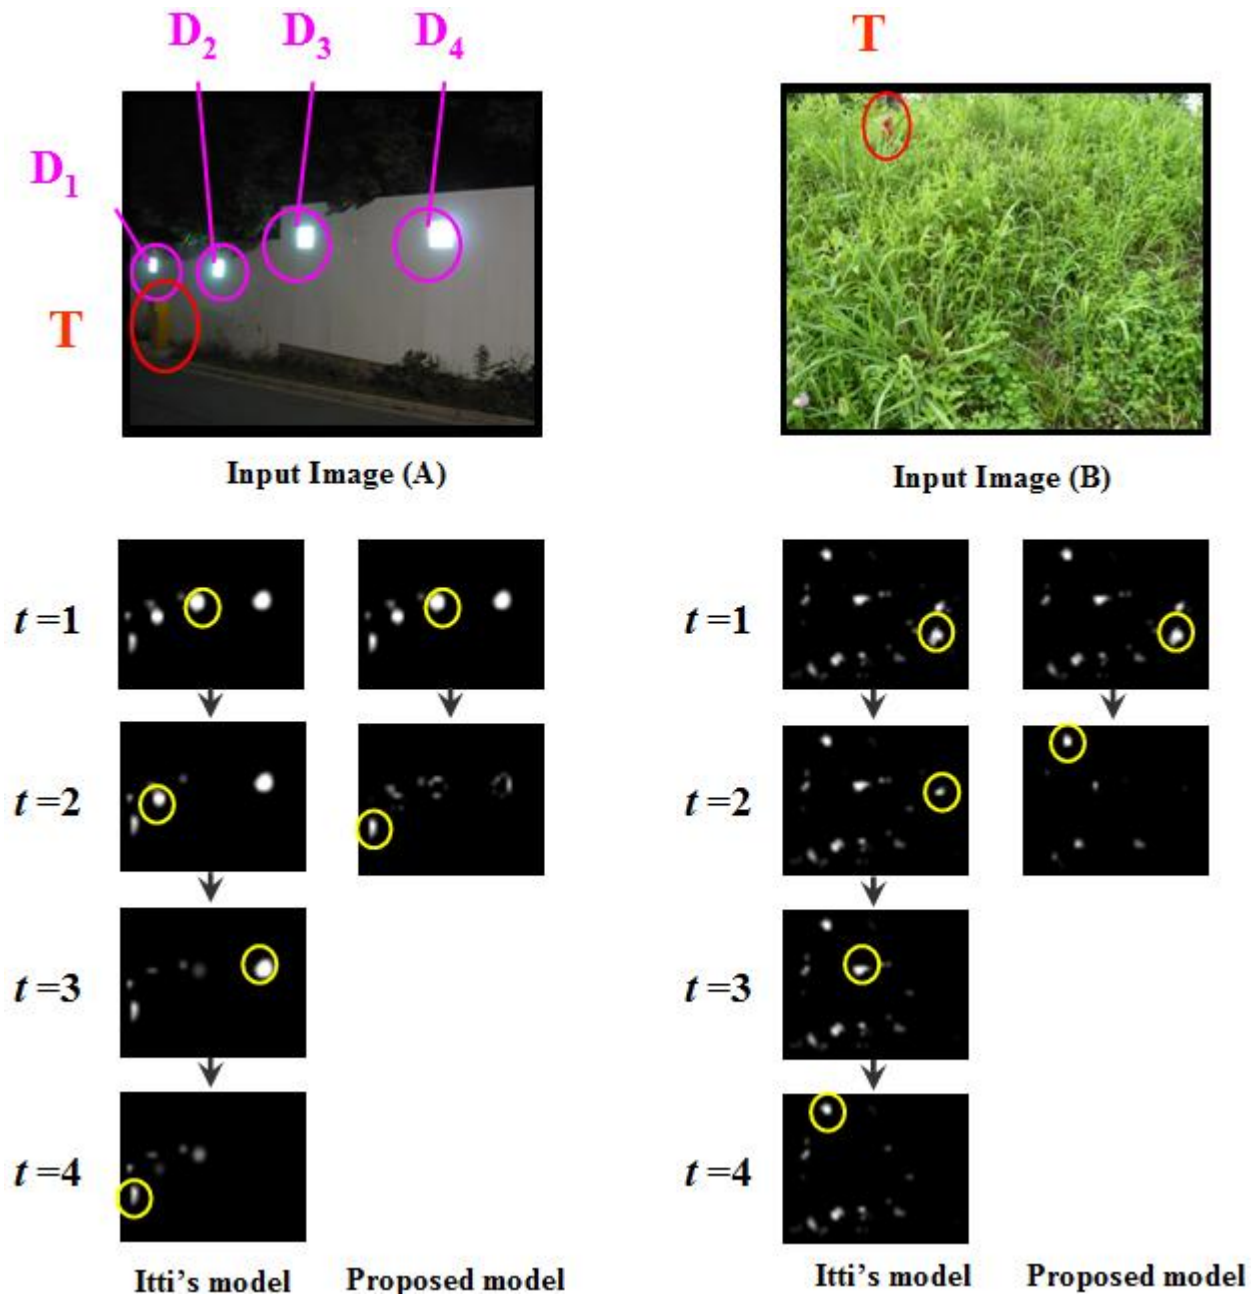 D₂ D₃ D₄ T
D₁
T
Input Image (A) Input Image (B)
t =1 t =1
t =2 t =2
t =3 t =3
t =4 t =4
Itti's model Proposed model Itti's model Proposed model